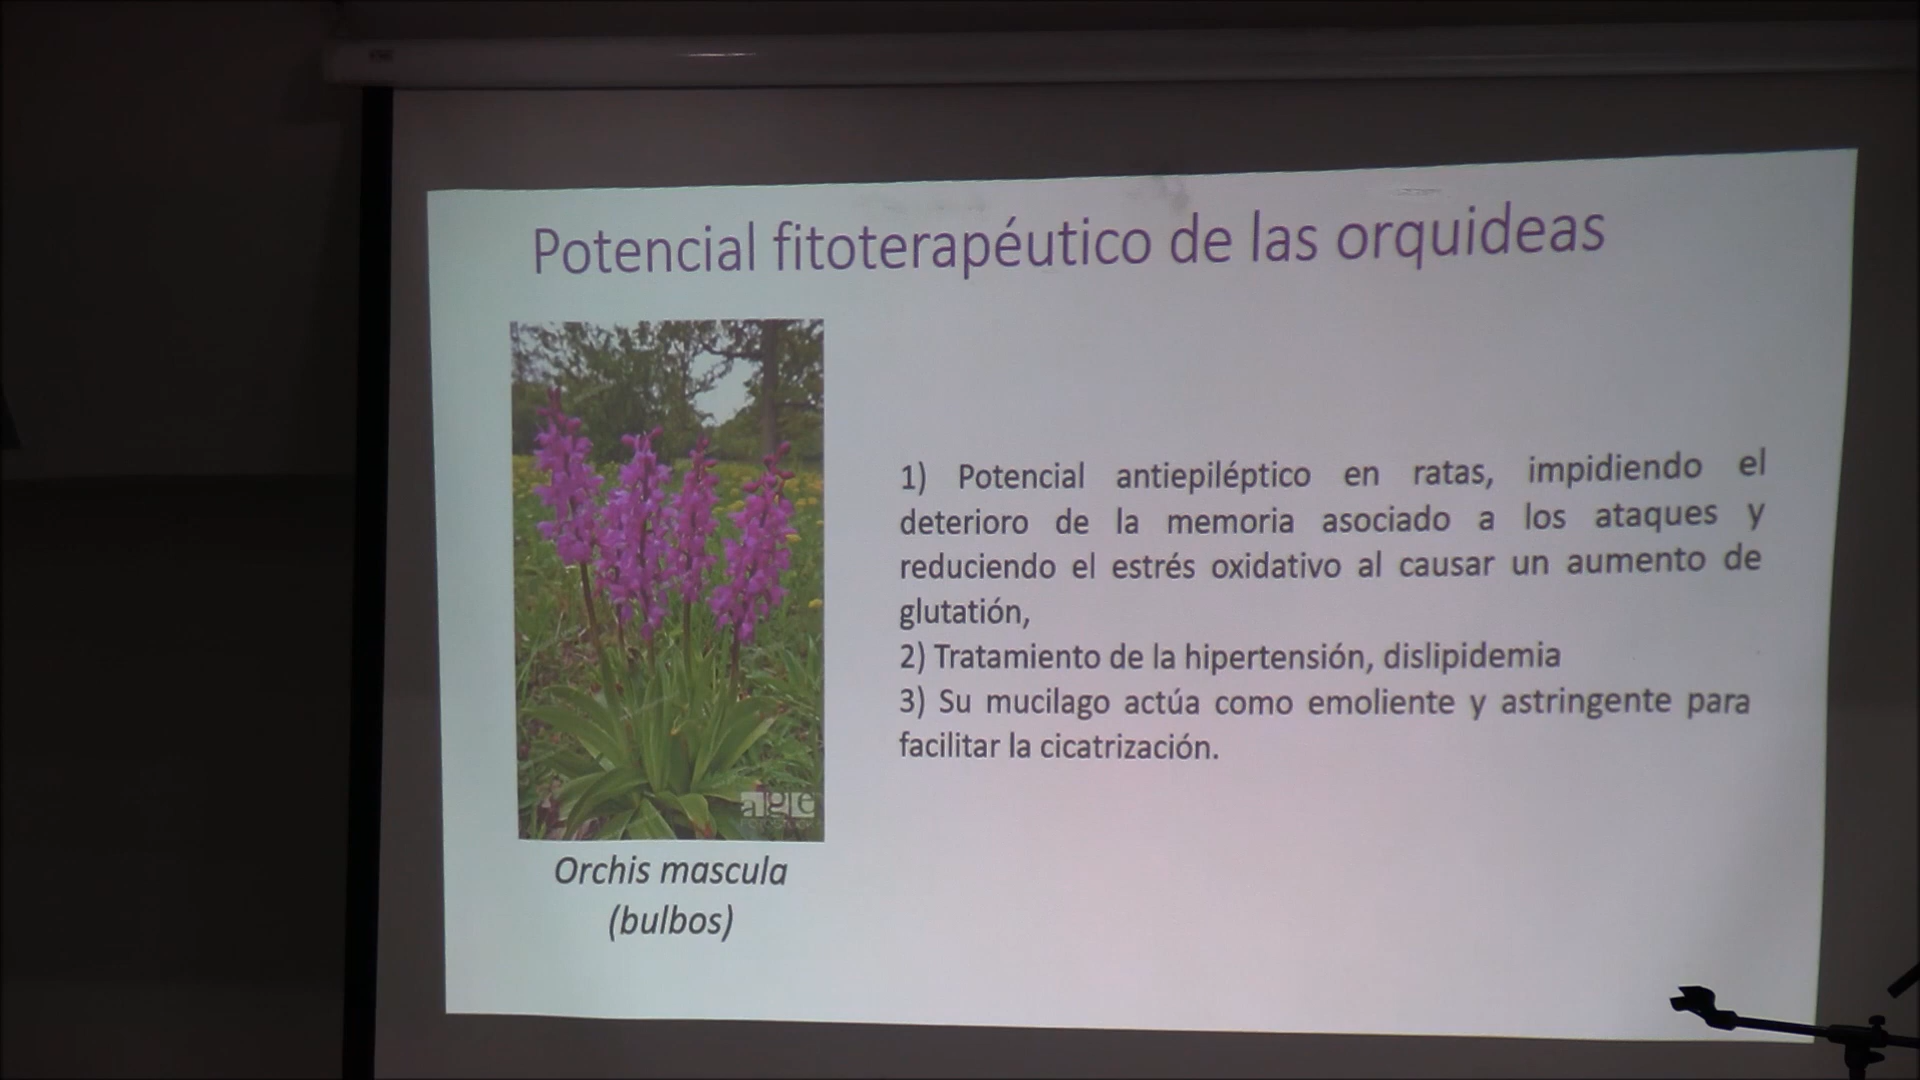 Potencial fitoterapéutico de las orquideas
1) Potencial antiepiléptico en ratas, impidiendo el
deterioro de la memoria asociado a los ataques y
reduciendo el estrés oxidativo al causar un aumento de
glutatión,
2) Tratamiento de la hipertensión, dislipidemia
3) Su mucilago actúa como emoliente y astringente para
facilitar la cicatrización.
age
Orchis mascula
(bulbos)